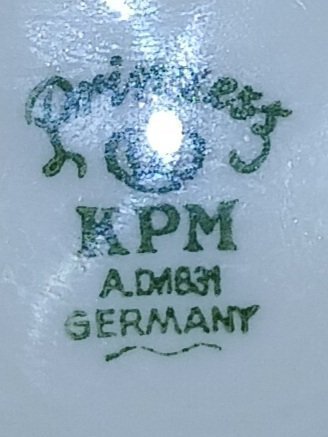 Princess
KPM
A.D.1831
GERMANY